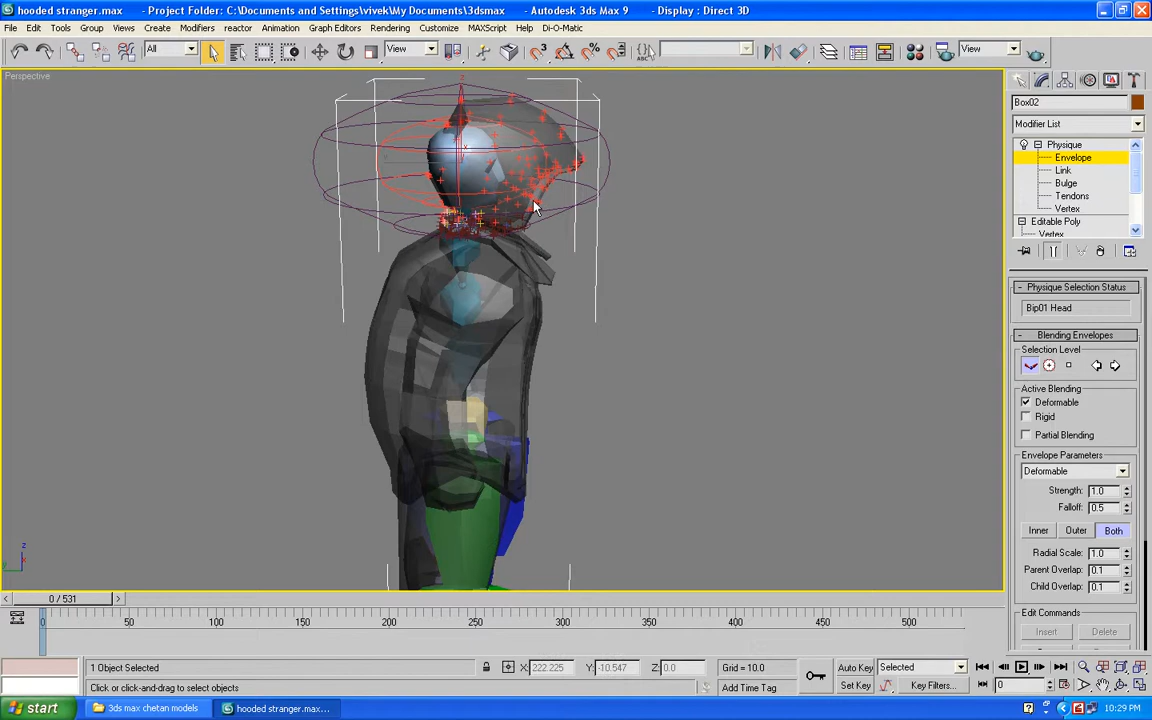 hooded stranger.max - Project Folder: C:\Documents and Settings\vivek\My Documents\3dsmax - Autodesk 3ds Max 9 - Display : Direct 3D
File Edit Tools Group Views Create Modifiers reactor Animation Graph Editors Rendering Customize MAXScript Help Di-O-Matic
All View View
Perspective
Box02
Modifier List
Physique
Envelope
Link
Bulge
Tendons
Vertex
Editable Poly
Vertex
- Physique Selection Status
Bip01 Head
- Blending Envelopes
Selection Level
Active Blending
Deformable
Rigid
Partial Blending
Envelope Parameters
Deformable
Strength: 1.0
Falloff: 0.5
Inner Outer Both
Radial Scale: 1.0
Parent Overlap: 0.1
Child Overlap: 0.1
Edit Commands
Insert Delete
z
x
z
< 0 / 531 >
0 50 100 150 200 250 300 350 400 450 500
1 Object Selected X: 222.225 Y: -10.547 Z: 0.0 Grid = 10.0 Auto Key Selected
Click or click-and-drag to select objects Add Time Tag Set Key Key Filters... 0
start 3ds max chetan models hooded stranger.max... 10:29 PM